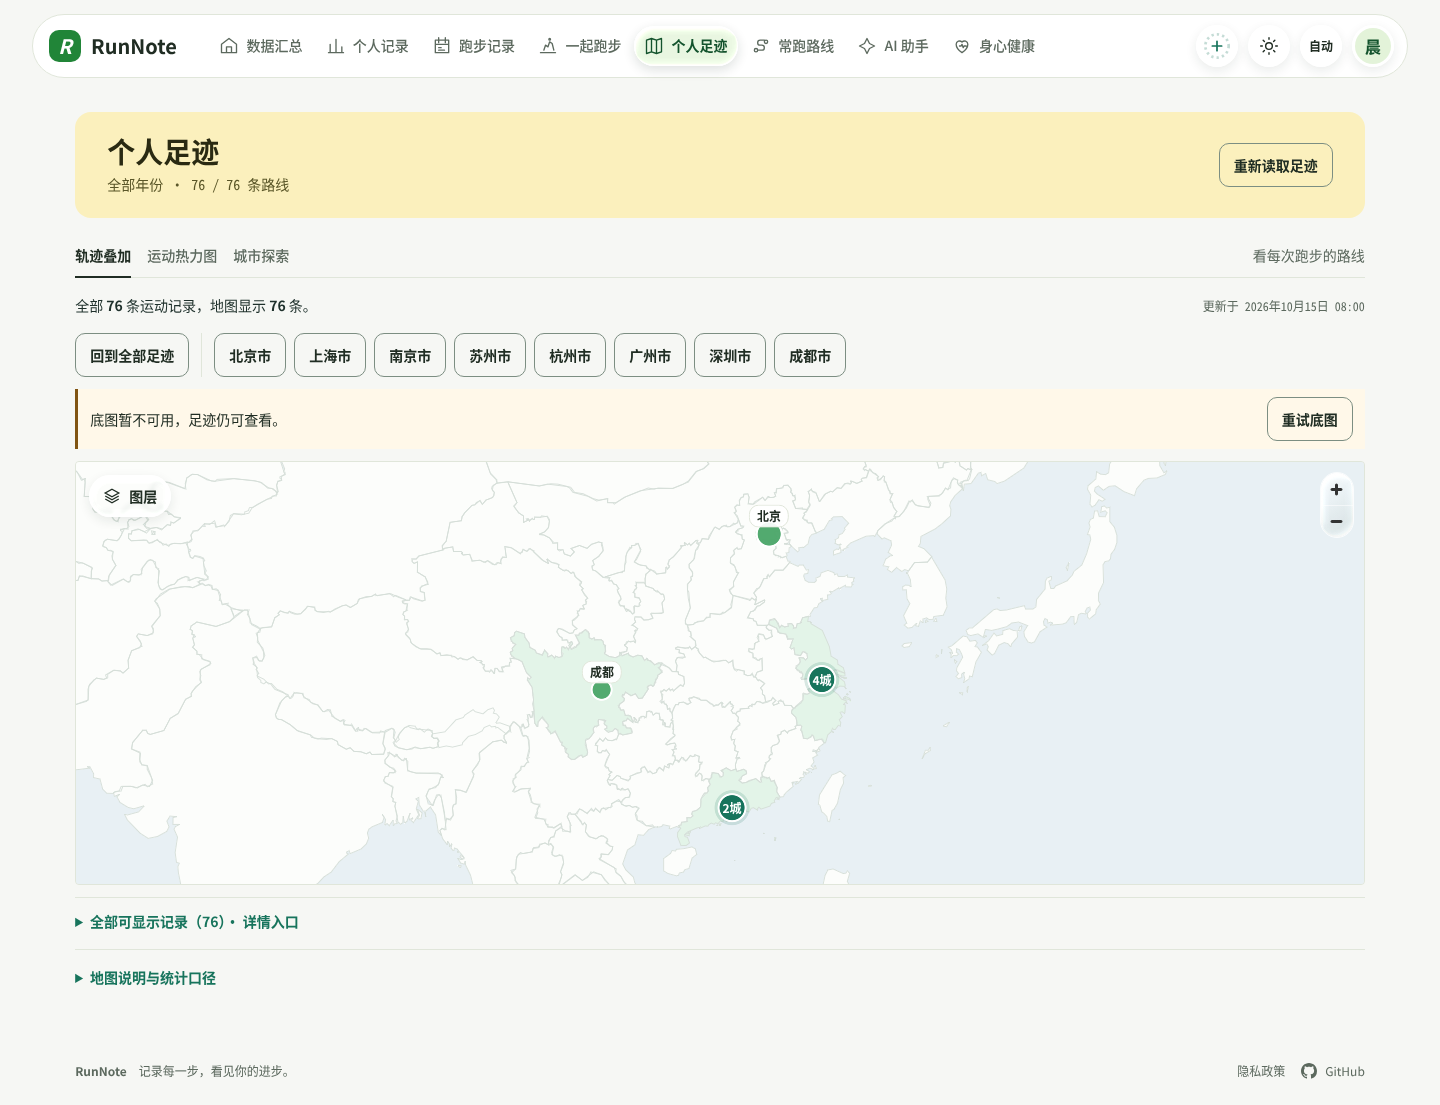 R RunNote 数据汇总 个人记录 跑步记录 一起跑步 个人足迹 常跑路线 AI 助手 身心健康 自动 晨
个人足迹
全部年份 · 76 / 76 条路线
重新读取足迹
轨迹叠加 运动热力图 城市探索 看每次跑步的路线
全部 76 条运动记录，地图显示 76 条。 更新于 2026年10月15日 08:00
回到全部足迹 北京市 上海市 南京市 苏州市 杭州市 广州市 深圳市 成都市
底图暂不可用，足迹仍可查看。 重试底图
图层
北京
成都
4城
2城
全部可显示记录（76）· 详情入口
地图说明与统计口径
RunNote 记录每一步，看见你的进步。 隐私政策 GitHub